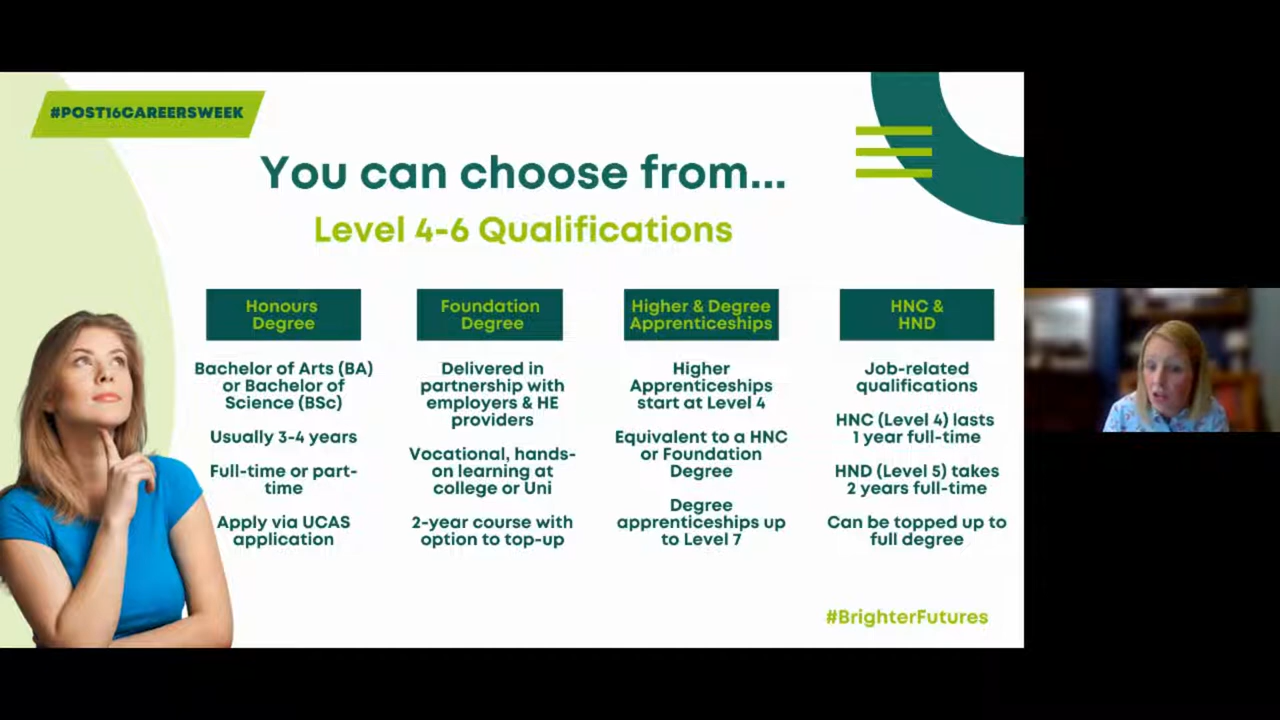 #POST16CAREERSWEEK
You can choose from...
Level 4-6 Qualifications
Honours
Degree
Bachelor of Arts (BA)
or Bachelor of
Science (BSc)
Usually 3-4 years
Full-time or part-
time
Apply via UCAS
application
Foundation
Degree
Delivered in
partnership with
employers & HE
providers
Vocational, hands-
on learning at
college or Uni
2-year course with
option to top-up
Higher & Degree
Apprenticeships
Higher
Apprenticeships
start at Level 4
Equivalent to a HNC
or Foundation
Degree
Degree
apprenticeships up
to Level 7
HNC &
HND
Job-related
qualifications
HNC (Level 4) lasts
1 year full-time
HND (Level 5) takes
2 years full-time
Can be topped up to
full degree
#BrighterFutures